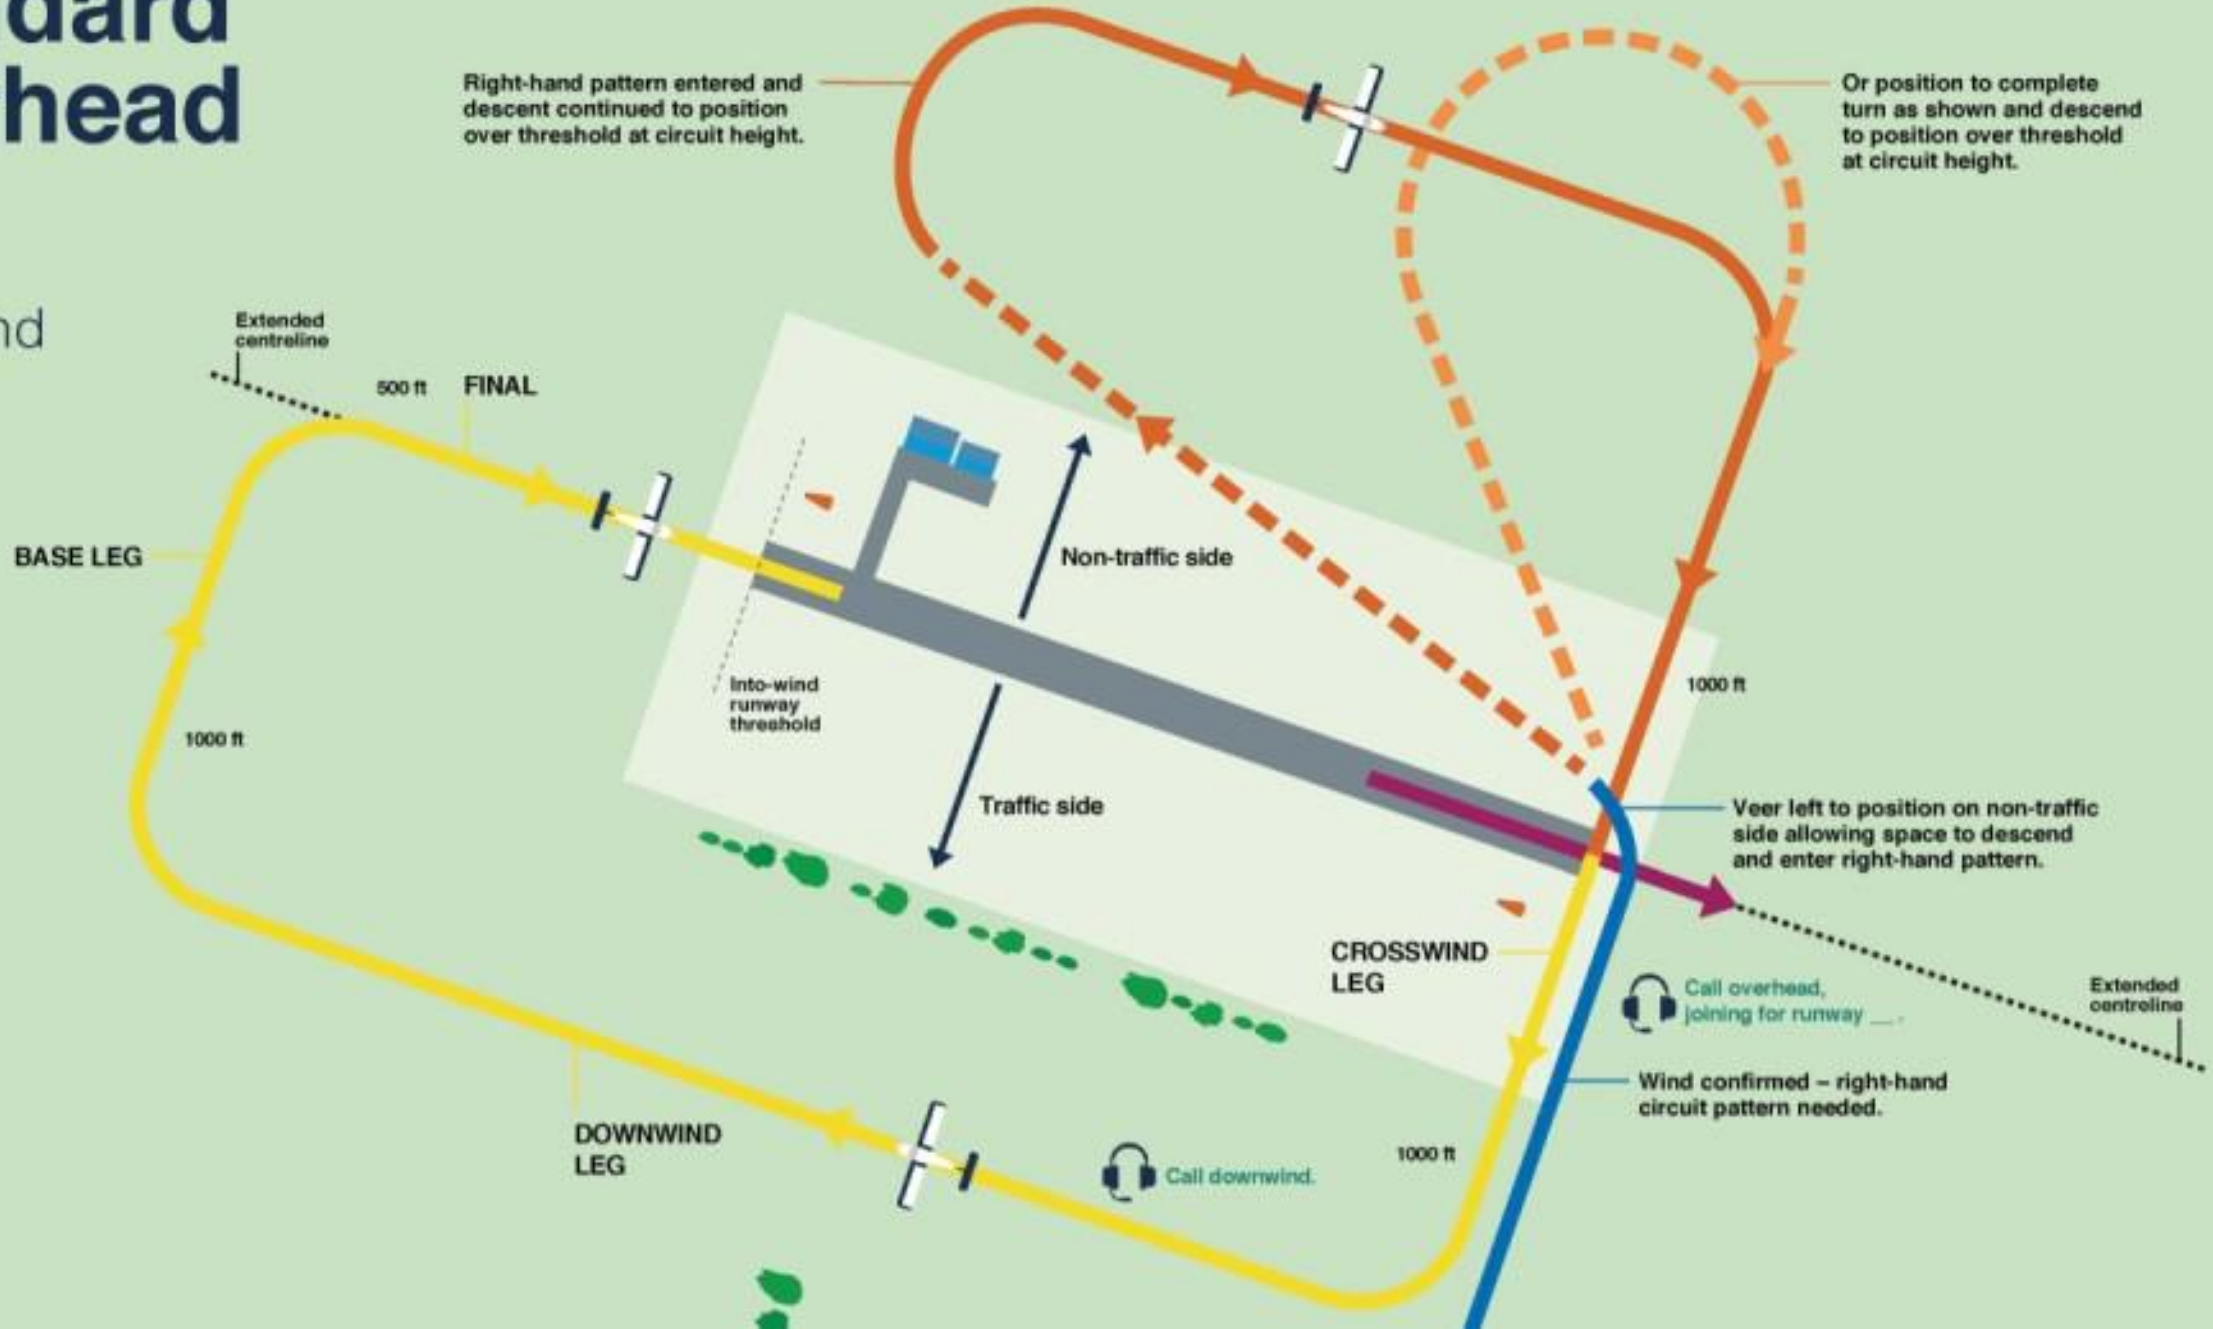 dard
head
nd
Right-hand pattern entered and
descent continued to position
over threshold at circuit height.
Or position to complete
turn as shown and descend
to position over threshold
at circuit height.
Extended
centreline
500 ft
FINAL
BASE LEG
Non-traffic side
Into-wind
runway
threshold
1000 ft
1000 ft
Traffic side
Veer left to position on non-traffic
side allowing space to descend
and enter right-hand pattern.
CROSSWIND
LEG
Call overhead,
joining for runway __ .
Extended
centreline
Wind confirmed – right-hand
circuit pattern needed.
DOWNWIND
LEG
Call downwind.
1000 ft